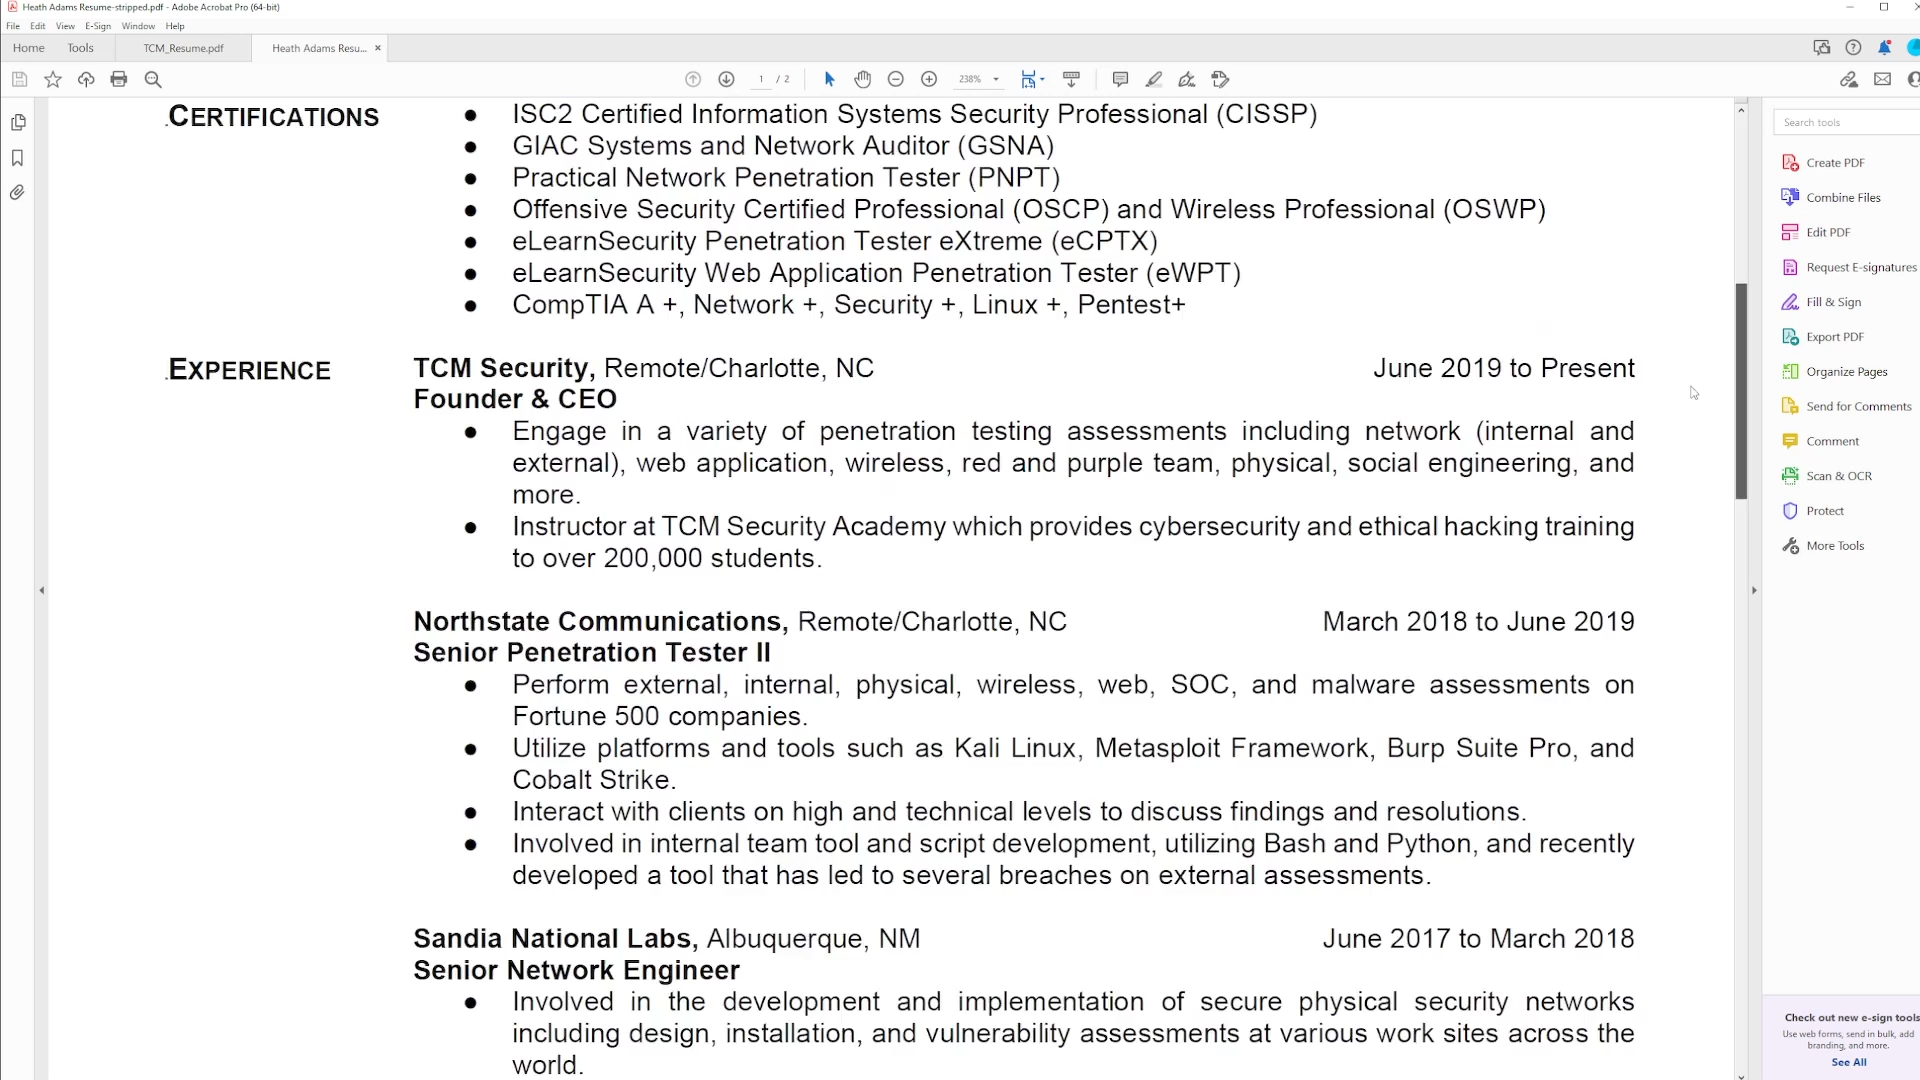 Heath Adams Resume-stripped.pdf - Adobe Acrobat Pro (64-bit)
File Edit View E-Sign Window Help
Home Tools TCM_Resume.pdf Heath Adams Resu... ×
1 / 2 238%
Search tools
Create PDF
Combine Files
Edit PDF
Request E-signatures
Fill & Sign
Export PDF
Organize Pages
Send for Comments
Comment
Scan & OCR
Protect
More Tools
Check out new e-sign tools
Use web forms, send in bulk, add
branding, and more.
See All
.CERTIFICATIONS
● ISC2 Certified Information Systems Security Professional (CISSP)
● GIAC Systems and Network Auditor (GSNA)
● Practical Network Penetration Tester (PNPT)
● Offensive Security Certified Professional (OSCP) and Wireless Professional (OSWP)
● eLearnSecurity Penetration Tester eXtreme (eCPTX)
● eLearnSecurity Web Application Penetration Tester (eWPT)
● CompTIA A +, Network +, Security +, Linux +, Pentest+
.EXPERIENCE
TCM Security, Remote/Charlotte, NC June 2019 to Present
Founder & CEO
● Engage in a variety of penetration testing assessments including network (internal and
external), web application, wireless, red and purple team, physical, social engineering, and
more.
● Instructor at TCM Security Academy which provides cybersecurity and ethical hacking training
to over 200,000 students.
Northstate Communications, Remote/Charlotte, NC March 2018 to June 2019
Senior Penetration Tester II
● Perform external, internal, physical, wireless, web, SOC, and malware assessments on
Fortune 500 companies.
● Utilize platforms and tools such as Kali Linux, Metasploit Framework, Burp Suite Pro, and
Cobalt Strike.
● Interact with clients on high and technical levels to discuss findings and resolutions.
● Involved in internal team tool and script development, utilizing Bash and Python, and recently
developed a tool that has led to several breaches on external assessments.
Sandia National Labs, Albuquerque, NM June 2017 to March 2018
Senior Network Engineer
● Involved in the development and implementation of secure physical security networks
including design, installation, and vulnerability assessments at various work sites across the
world.